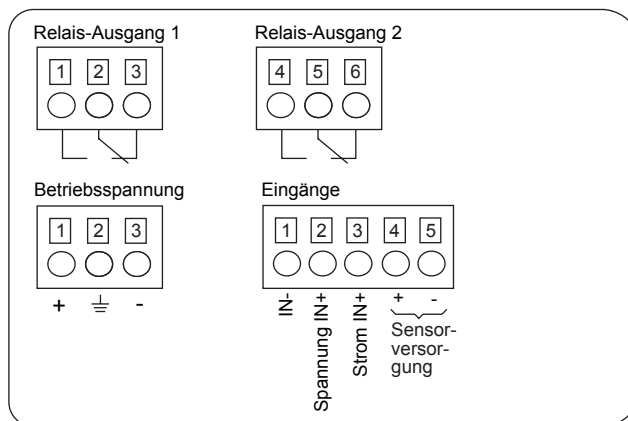 Relais-Ausgang 1
1 2 3
Relais-Ausgang 2
4 5 6
Betriebsspannung
1 2 3
+ ⏚ -
Eingänge
1 2 3 4 5
IN-
Spannung IN+
Strom IN+
+ -
Sensor-
versor-
gung